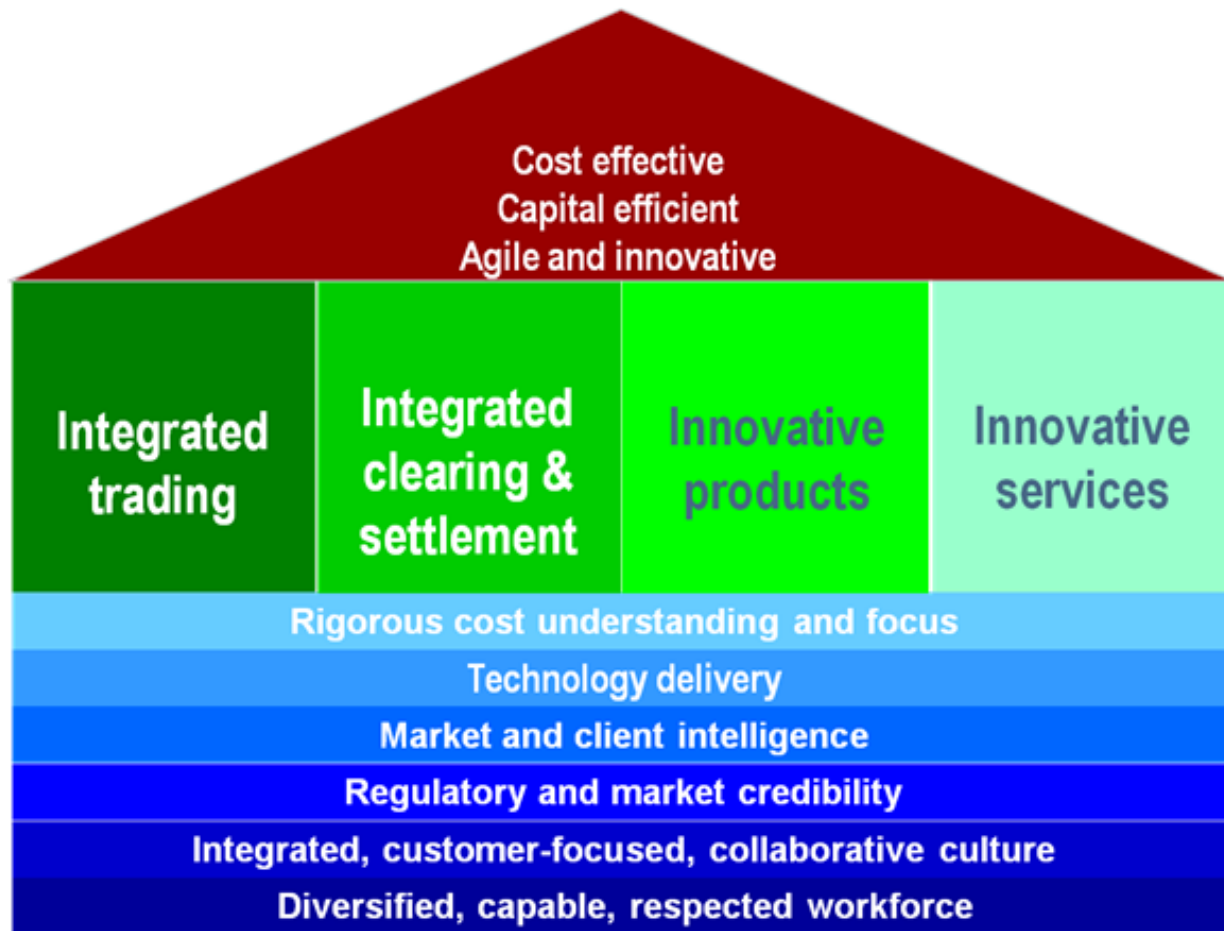 Cost effective
Capital efficient
Agile and innovative
Integrated
trading
Integrated
clearing &
settlement
Innovative
products
Innovative
services
Rigorous cost understanding and focus
Technology delivery
Market and client intelligence
Regulatory and market credibility
Integrated, customer-focused, collaborative culture
Diversified, capable, respected workforce